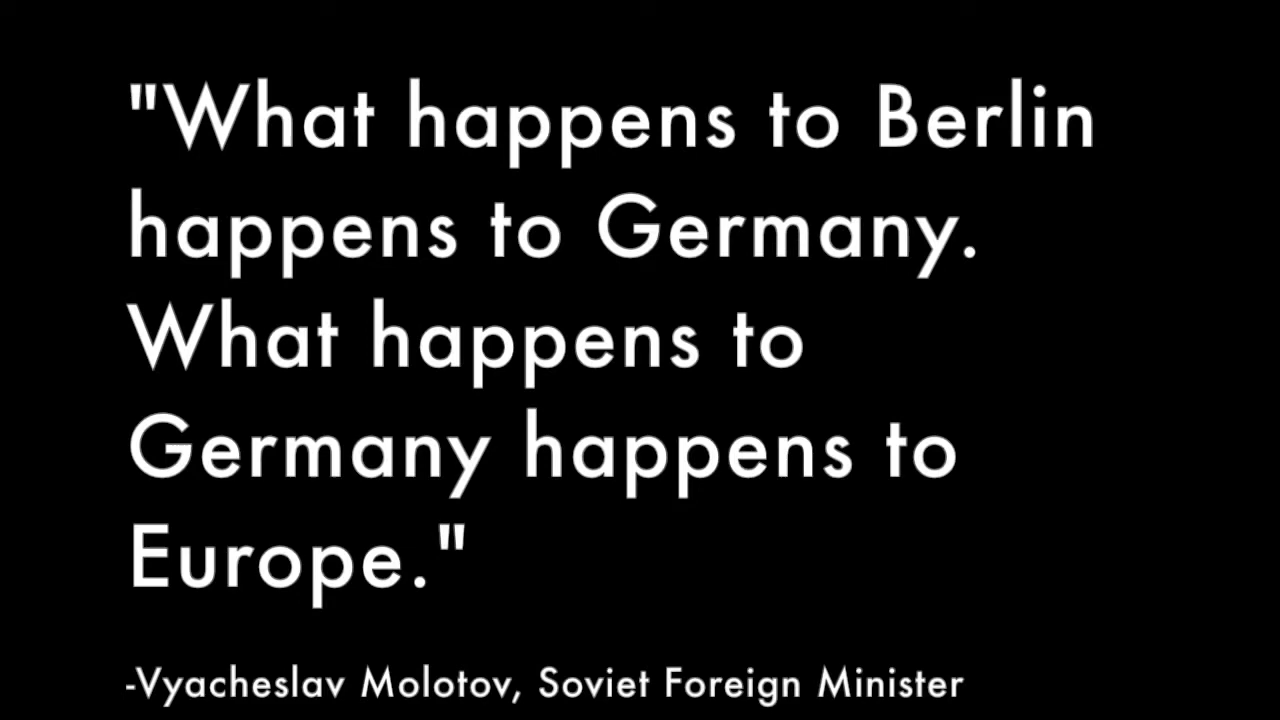 "What happens to Berlin
happens to Germany.
What happens to
Germany happens to
Europe."
-Vyacheslav Molotov, Soviet Foreign Minister